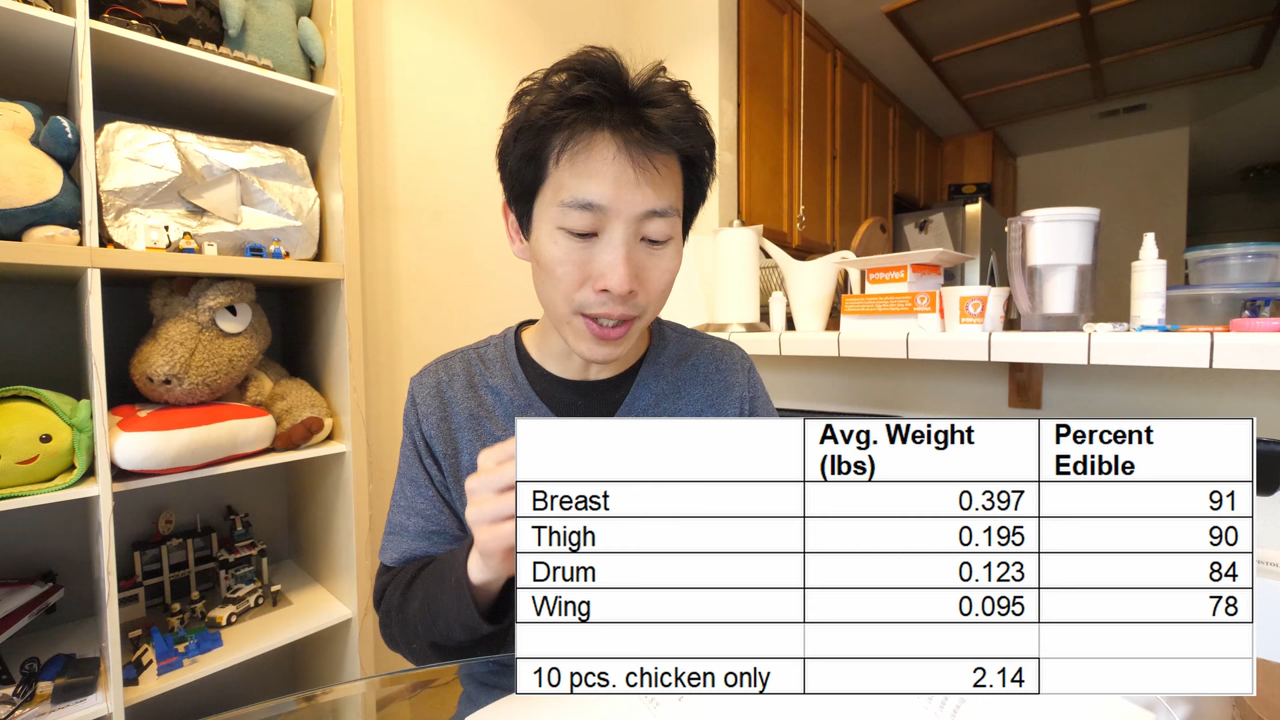 POPEYES
Avg. Weight (lbs) Percent Edible
Breast 0.397 91
Thigh 0.195 90
Drum 0.123 84
Wing 0.095 78
10 pcs. chicken only 2.14